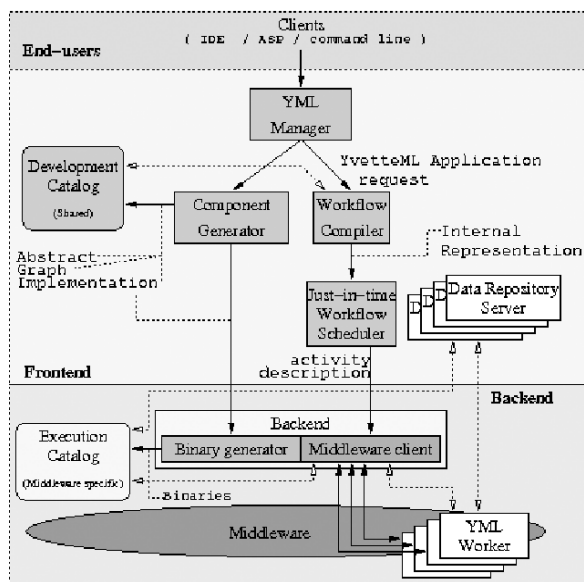 Clients
( IDE / ASP / command line )
End-users
YML
Manager
Development
Catalog
(Shared)
YvetteML Application
request
Component
Generator
Workflow
Compiler
Abstract
Graph
Implementation
Internal
Representation
Just-in-time
Workflow
Scheduler
D
D
D
Data Repository
Server
activity
description
Frontend
Backend
Backend
Execution
Catalog
(Middleware specific)
Binary generator
Middleware client
Binaries
Middleware
YML
Worker